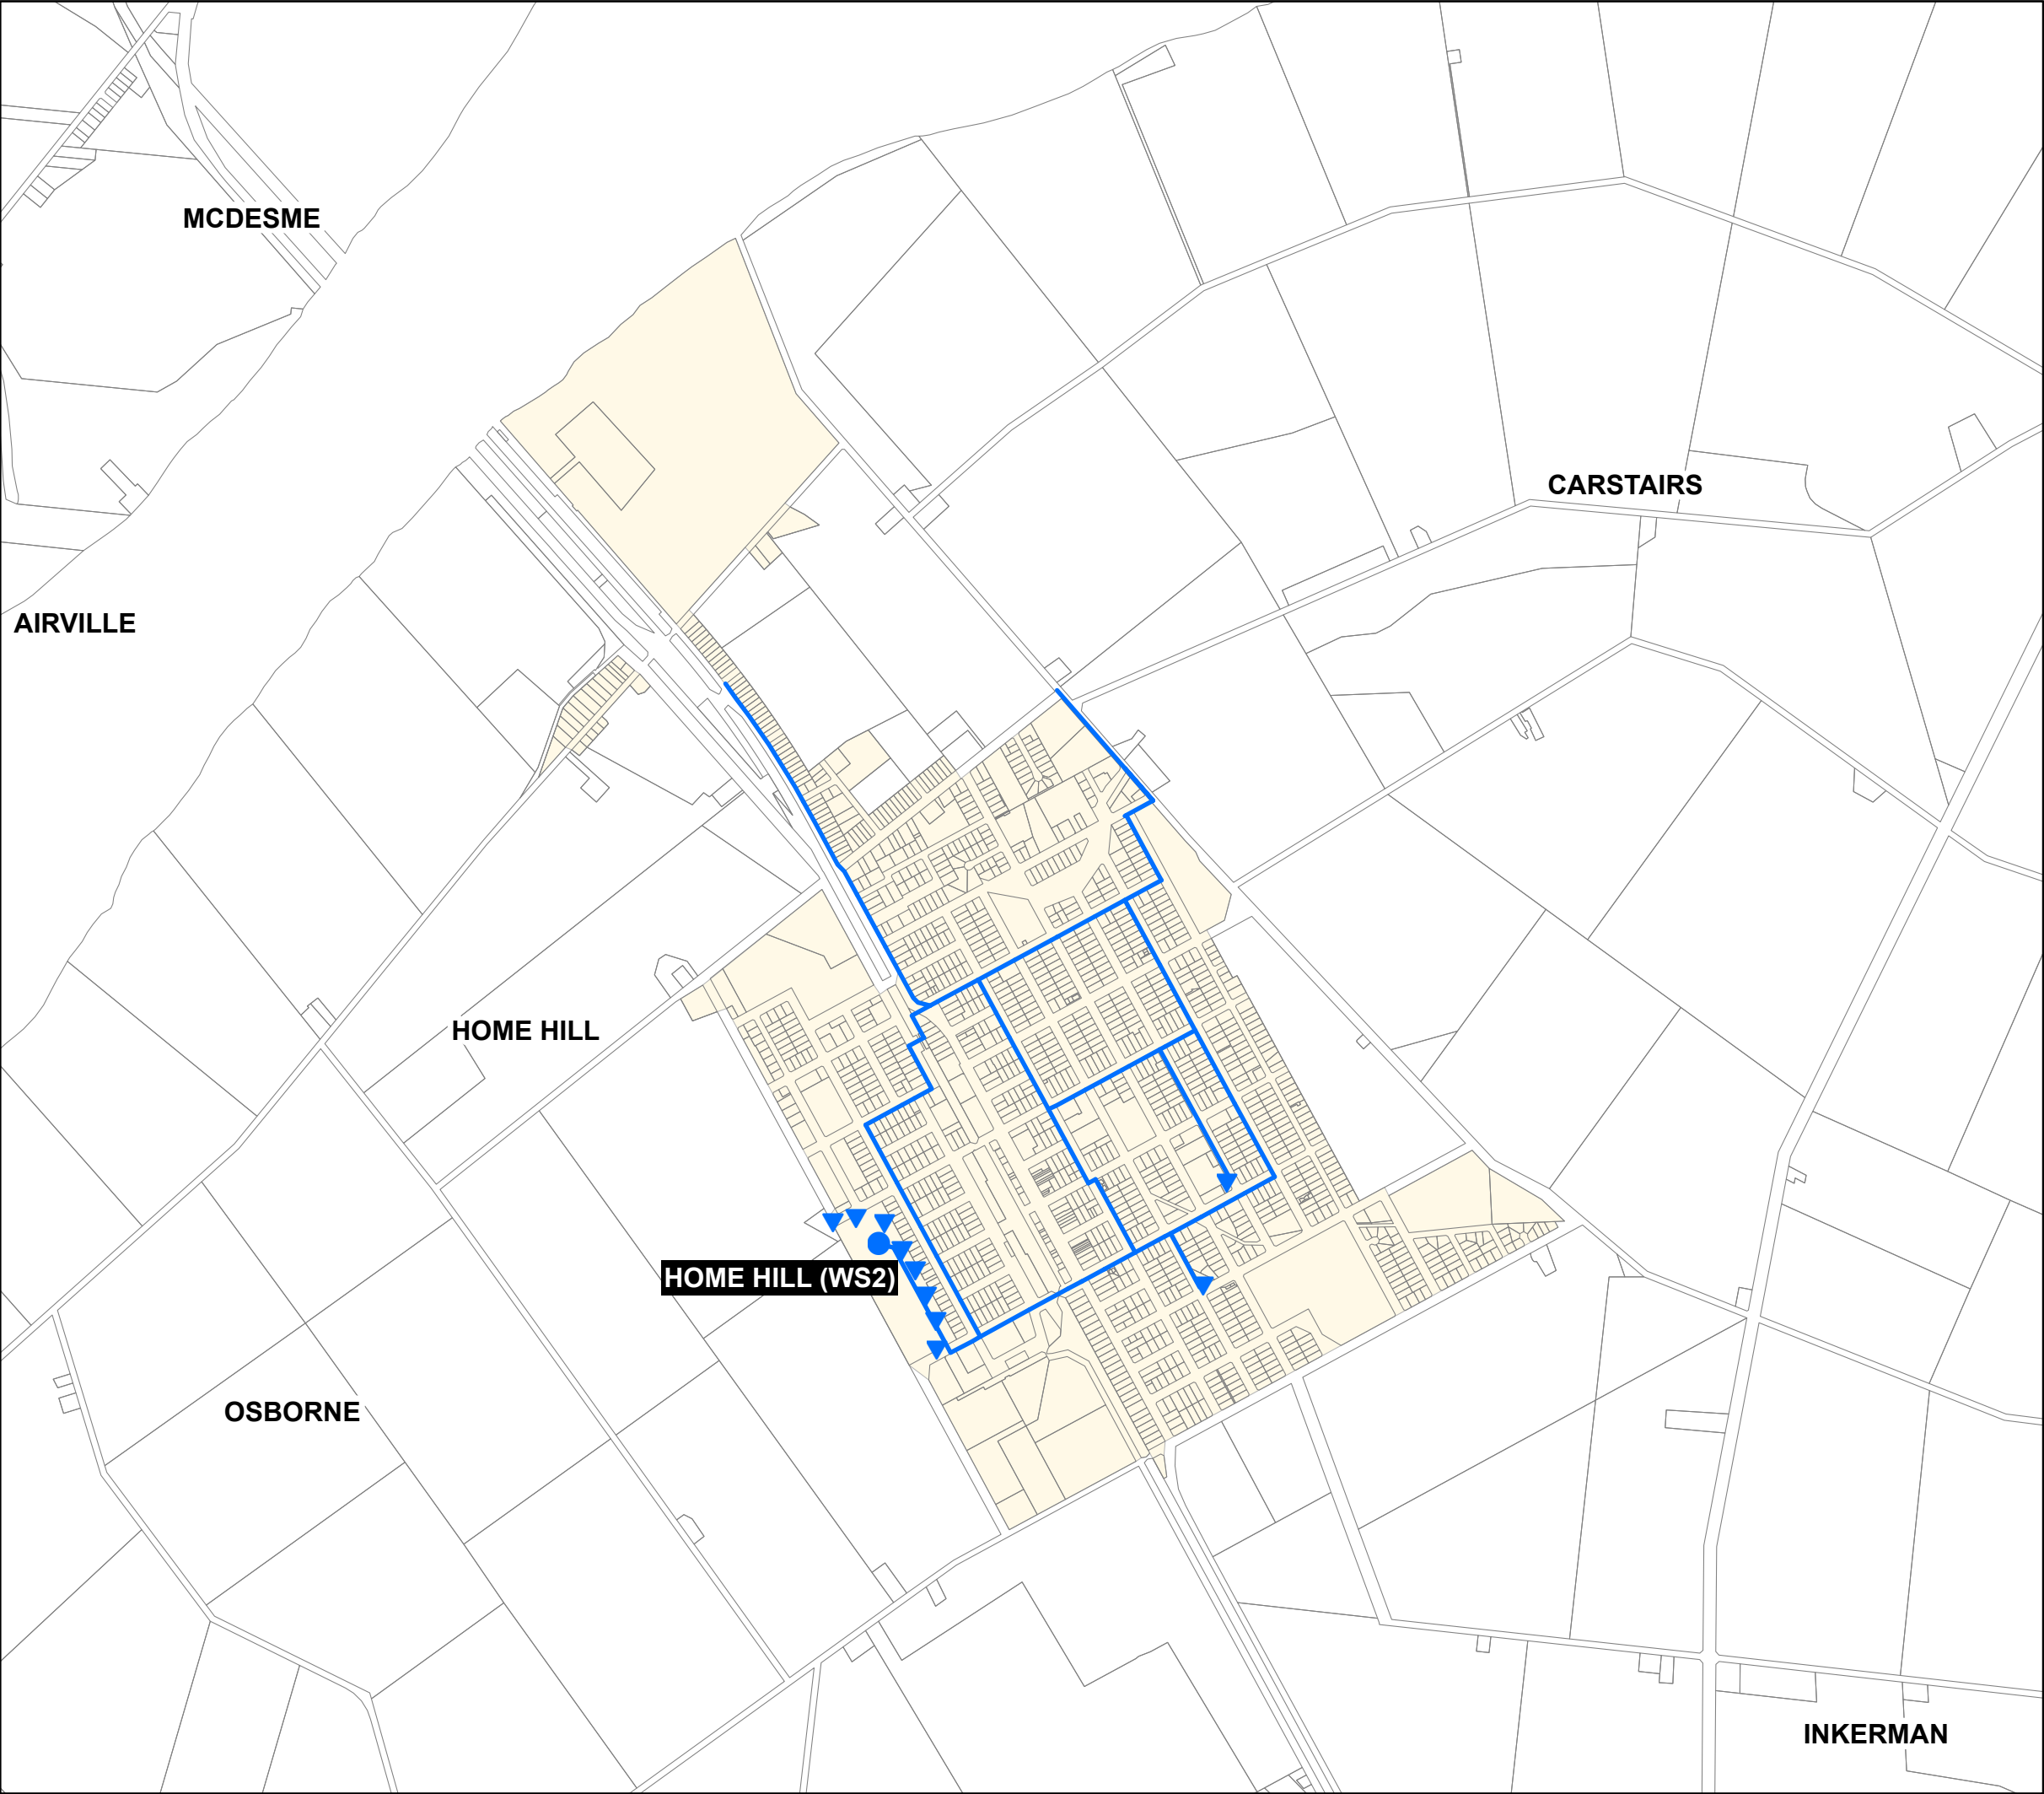 MCDESME
CARSTAIRS
AIRVILLE
HOME HILL
HOME HILL (WS2)
OSBORNE
INKERMAN